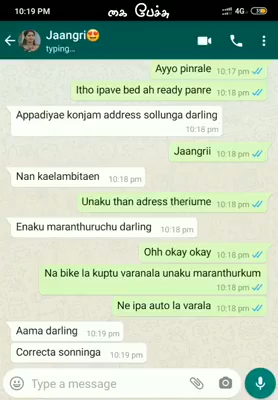 10:19 PM
கை பேச்சு
4G
Jaangri🤩
typing...
Ayyo pinrale
10:17 pm
Itho ipave bed ah ready panre
10:18 pm
Appadiyae konjam address sollunga darling
10:18 pm
Jaangrii
10:18 pm
Nan kaelambitaen
10:18 pm
Unaku than adress theriume
10:18 pm
Enaku maranthuruchu darling
10:18 pm
Ohh okay okay
10:18 pm
Na bike la kuptu varanala unaku maranthurkum
10:18 pm
Ne ipa auto la varala
10:18 pm
Aama darling
10:19 pm
Correcta sonninga
10:19 pm
Type a message